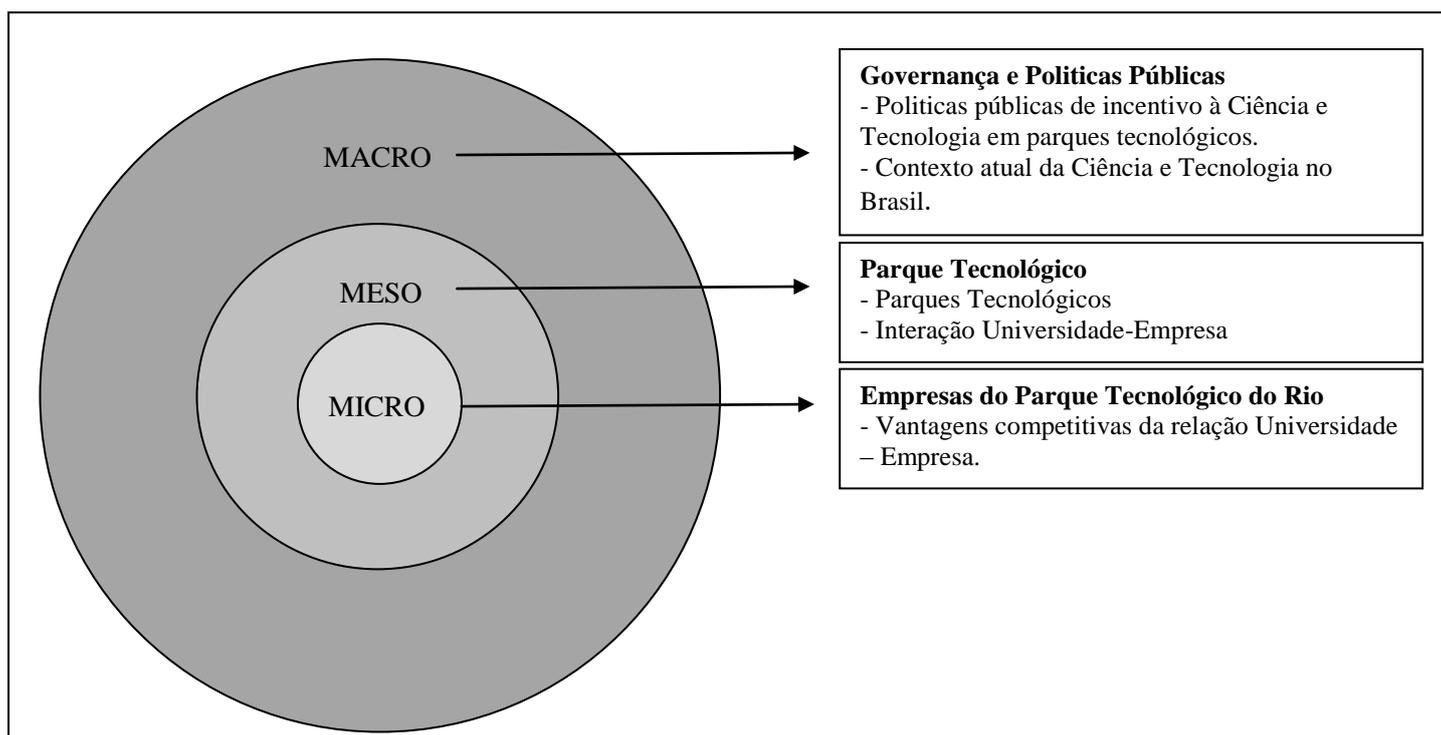 MACRO
MESO
MICRO
Governança e Politicas Públicas
- Politicas públicas de incentivo à Ciência e
Tecnologia em parques tecnológicos.
- Contexto atual da Ciência e Tecnologia no
Brasil.
Parque Tecnológico
- Parques Tecnológicos
- Interação Universidade-Empresa
Empresas do Parque Tecnológico do Rio
- Vantagens competitivas da relação Universidade
– Empresa.